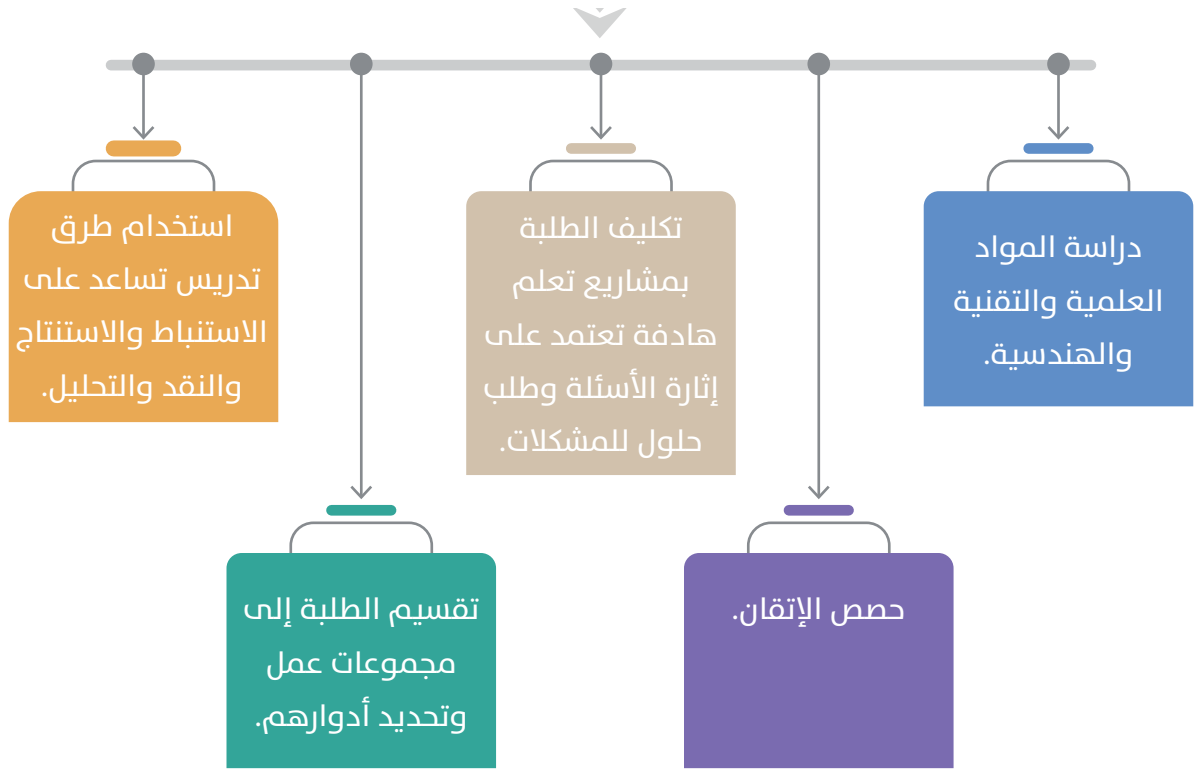 دراسة المواد
العلمية والتقنية
والهندسية.
حصص الإتقان.
تكليف الطلبة
بمشاريع تعلم
هادفة تعتمد على
إثارة الأسئلة وطلب
حلول للمشكلات.
تقسيم الطلبة إلى
مجموعات عمل
وتحديد أدوارهم.
استخدام طرق
تدريس تساعد على
الاستنباط والاستنتاج
والنقد والتحليل.